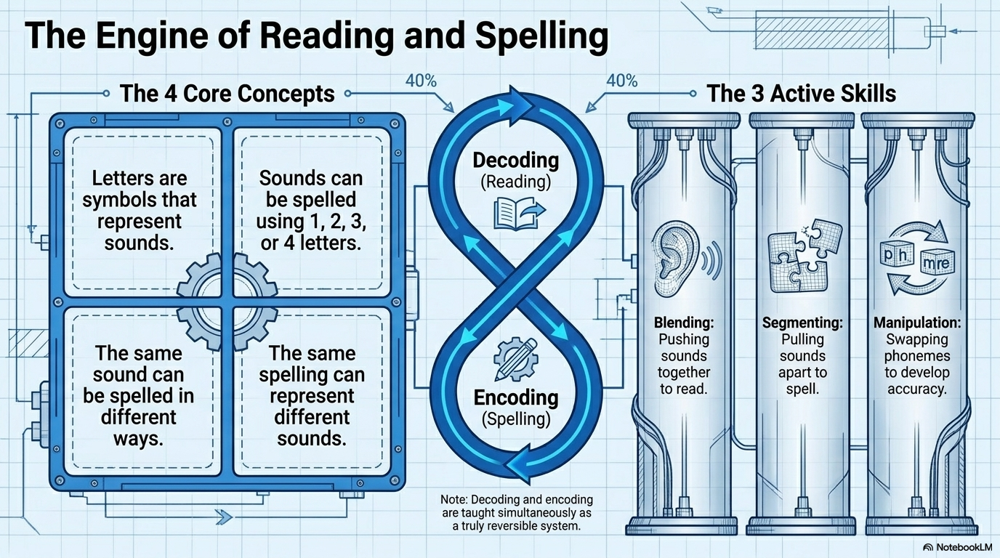 The Engine of Reading and Spelling
The 4 Core Concepts
Letters are
symbols that
represent
sounds.
Sounds can
be spelled
using 1, 2, 3,
or 4 letters.
The same
sound can
be spelled in
different
ways.
The same
spelling can
represent
different
sounds.
40%
40%
Decoding
(Reading)
Encoding
(Spelling)
Note: Decoding and encoding
are taught simultaneously as
a truly reversible system.
The 3 Active Skills
Blending:
Pushing
sounds
together
to read.
Segmenting:
Pulling
sounds
apart to
spell.
p h
mre
Manipulation:
Swapping
phonemes
to develop
accuracy.
NotebookLM